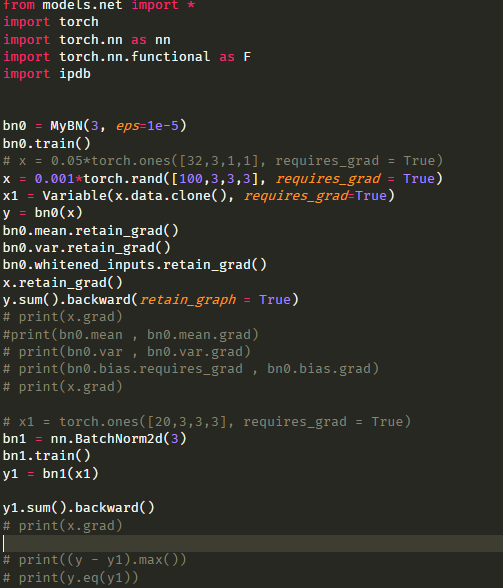 from models.net import *
import torch
import torch.nn as nn
import torch.nn.functional as F
import ipdb
bn0 = MyBN(3, eps=1e-5)
bn0.train()
# x = 0.05*torch.ones([32,3,1,1], requires_grad = True)
x = 0.001*torch.rand([100,3,3,3], requires_grad = True)
x1 = Variable(x.data.clone(), requires_grad=True)
y = bn0(x)
bn0.mean.retain_grad()
bn0.var.retain_grad()
bn0.whitened_inputs.retain_grad()
x.retain_grad()
y.sum().backward(retain_graph = True)
# print(x.grad)
#print(bn0.mean , bn0.mean.grad)
# print(bn0.var , bn0.var.grad)
# print(bn0.bias.requires_grad , bn0.bias.grad)
# print(x.grad)
# x1 = torch.ones([20,3,3,3], requires_grad = True)
bn1 = nn.BatchNorm2d(3)
bn1.train()
y1 = bn1(x1)
y1.sum().backward()
# print(x.grad)
# print((y - y1).max())
# print(y.eq(y1))